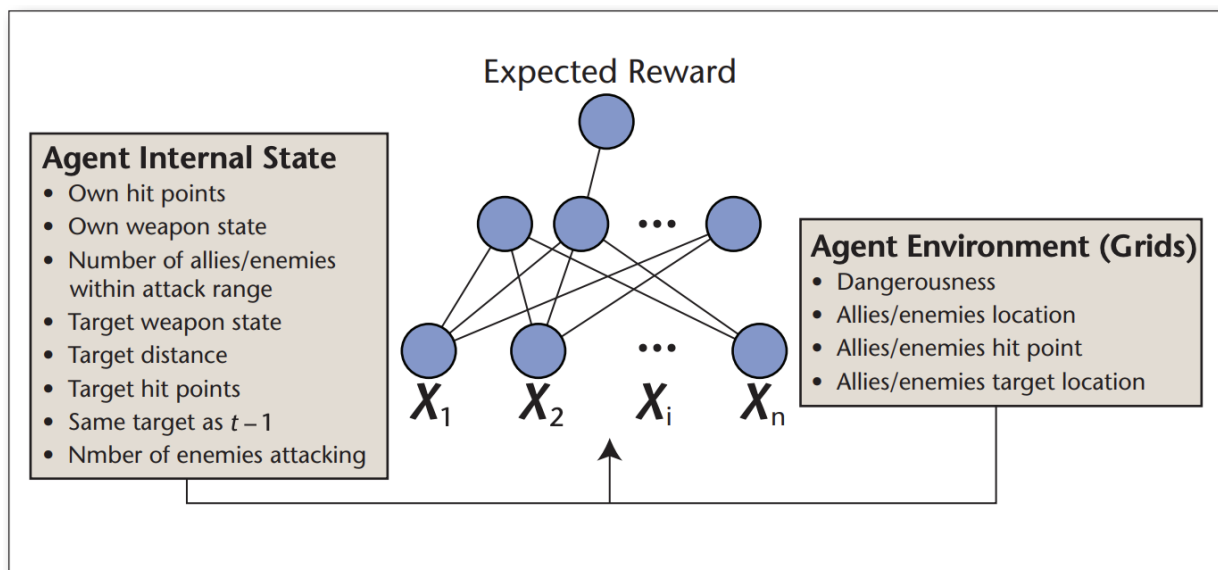 Expected Reward
Agent Internal State
• Own hit points
• Own weapon state
• Number of allies/enemies
within attack range
• Target weapon state
• Target distance
• Target hit points
• Same target as t – 1
• Nmber of enemies attacking
...
...
X1 X2 Xi Xn
Agent Environment (Grids)
• Dangerousness
• Allies/enemies location
• Allies/enemies hit point
• Allies/enemies target location